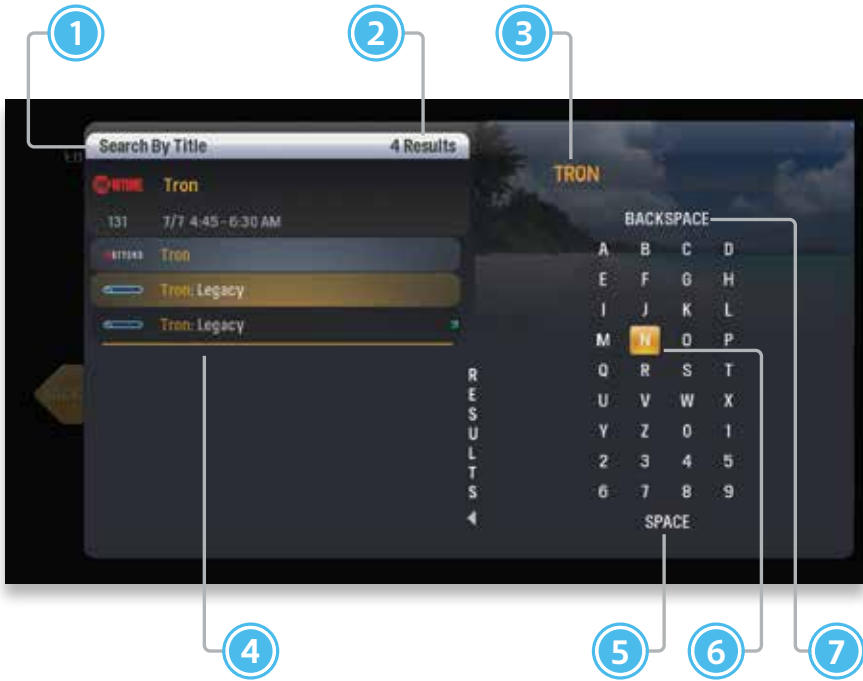 1
2
3
Search By Title 4 Results
TRON
SHOWTIME Tron
131 7/7 4:45 - 6:30 AM
Tron
Tron: Legacy
Tron: Legacy
RESULTS
BACKSPACE
A B C D
E F G H
I J K L
M N O P
Q R S T
U V W X
Y Z 0 1
2 3 4 5
6 7 8 9
SPACE
4
5
6
7